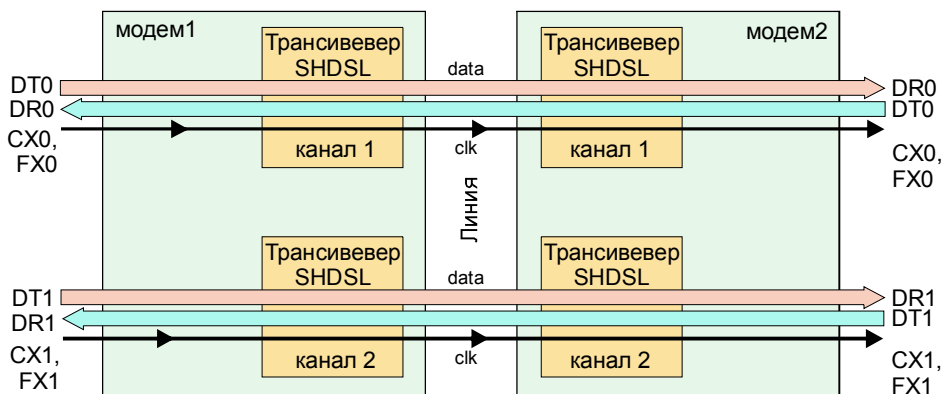 модем1
модем2
Трансивевер
SHDSL
data
Трансивевер
SHDSL
DT0
DR0
DR0
DT0
CX0,
FX0
канал 1
clk
канал 1
CX0,
FX0
Линия
Трансивевер
SHDSL
data
Трансивевер
SHDSL
DT1
DR1
DR1
DT1
CX1,
FX1
канал 2
clk
канал 2
CX1,
FX1